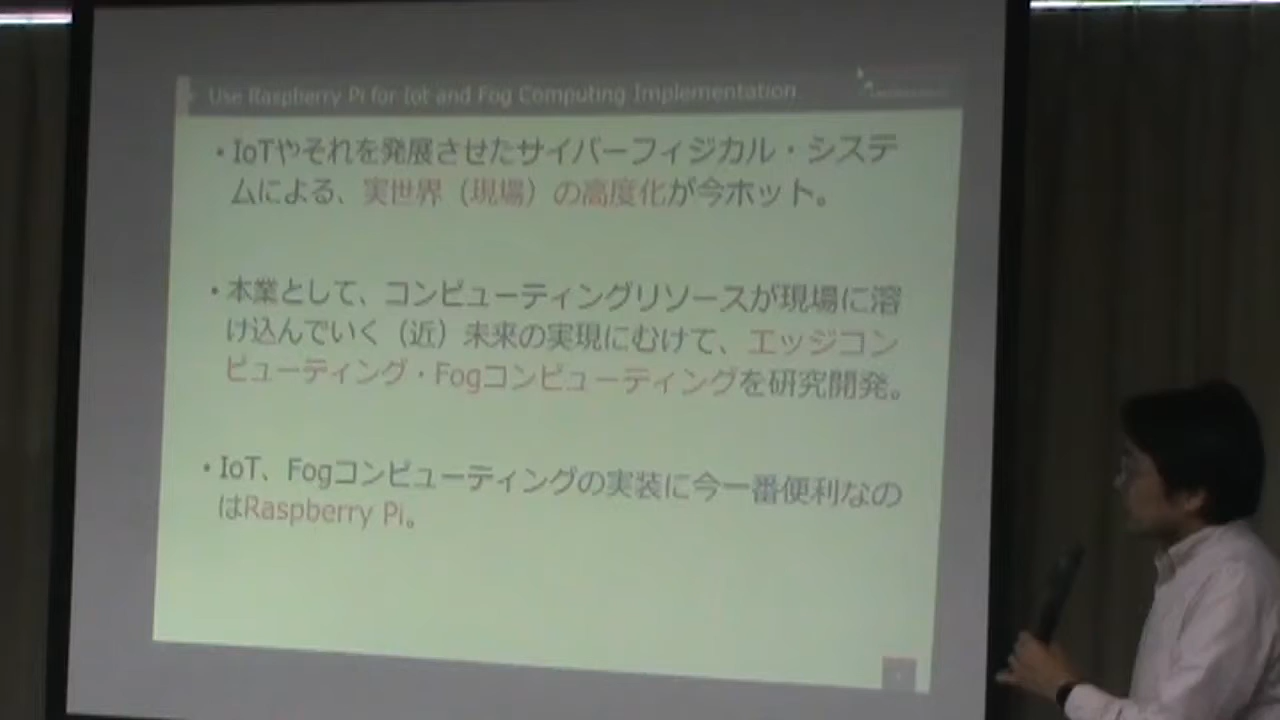 Use Raspberry Pi for Iot and Fog Computing Implementation
・IoTやそれを発展させたサイバーフィジカル・システ
ムによる、実世界（現場）の高度化が今ホット。
・本業として、コンピューティングリソースが現場に溶
け込んでいく（近）未来の実現にむけて、エッジコン
ピューティング・Fogコンピューティングを研究開発。
・IoT、Fogコンピューティングの実装に今一番便利なの
はRaspberry Pi。